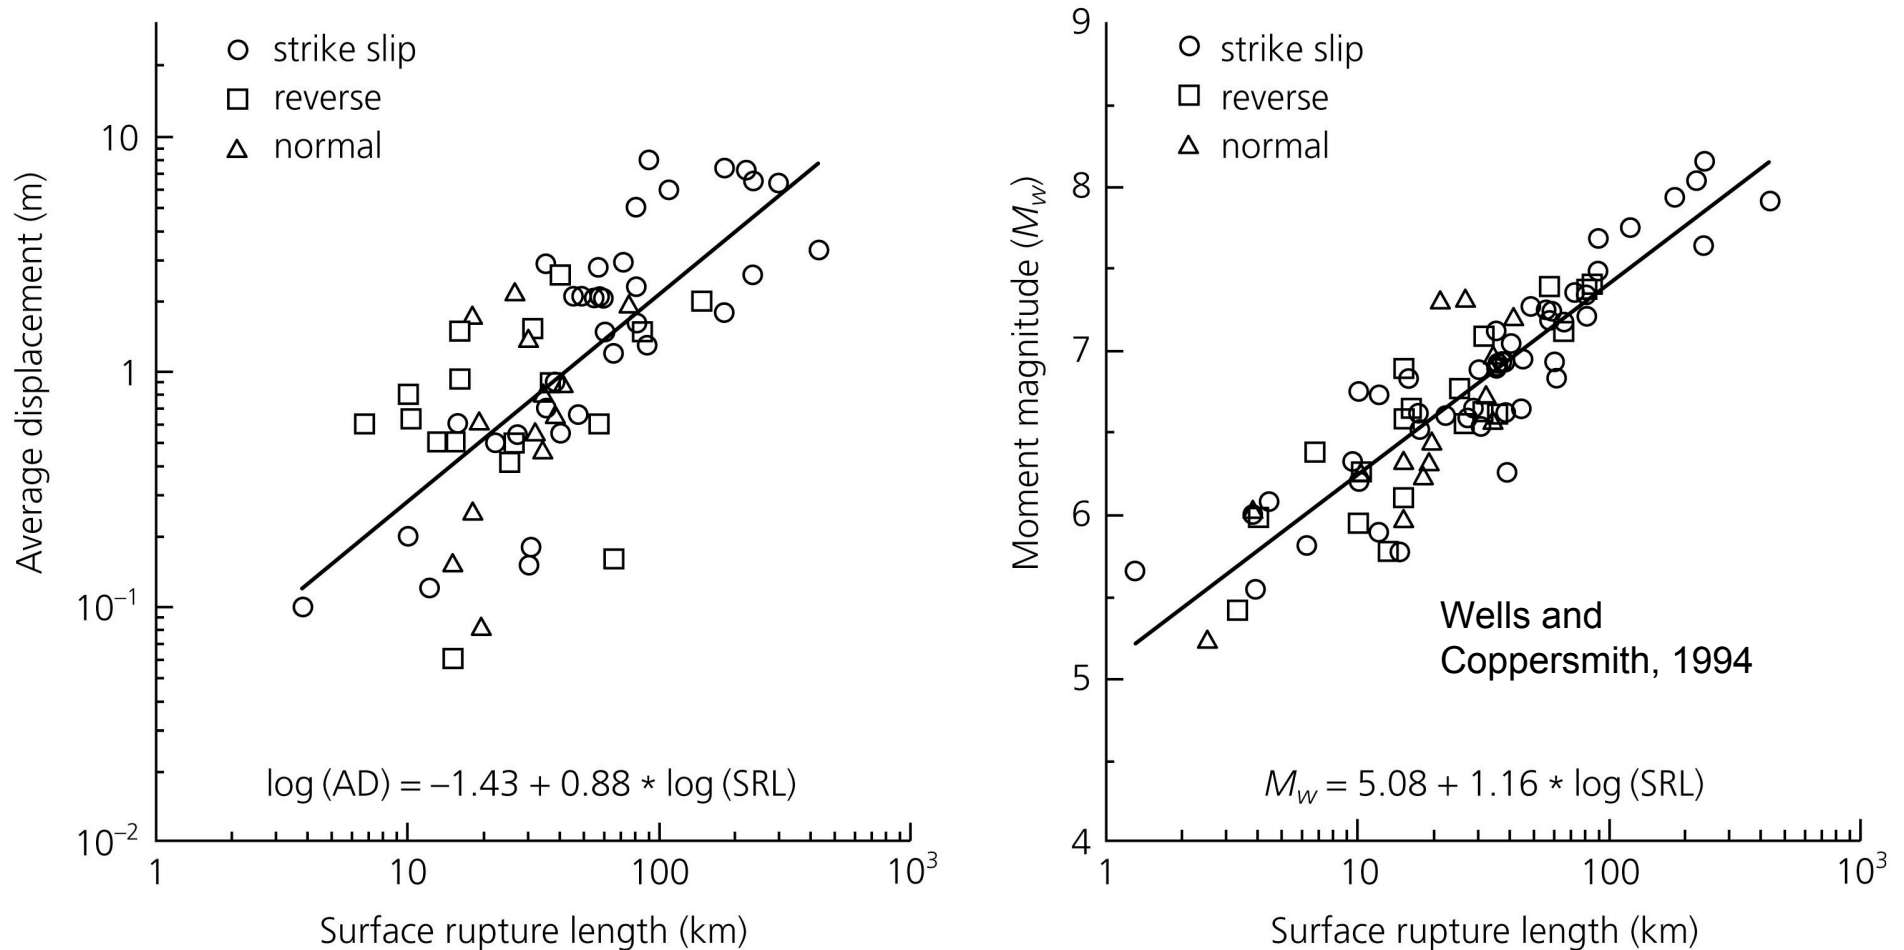 strike slip
reverse
normal
10
1
10⁻¹
10⁻²
Average displacement (m)
log (AD) = –1.43 + 0.88 * log (SRL)
1
10
100
10³
Surface rupture length (km)
strike slip
reverse
normal
9
8
7
6
5
4
Moment magnitude (Mw)
Wells and
Coppersmith, 1994
Mw = 5.08 + 1.16 * log (SRL)
1
10
100
10³
Surface rupture length (km)